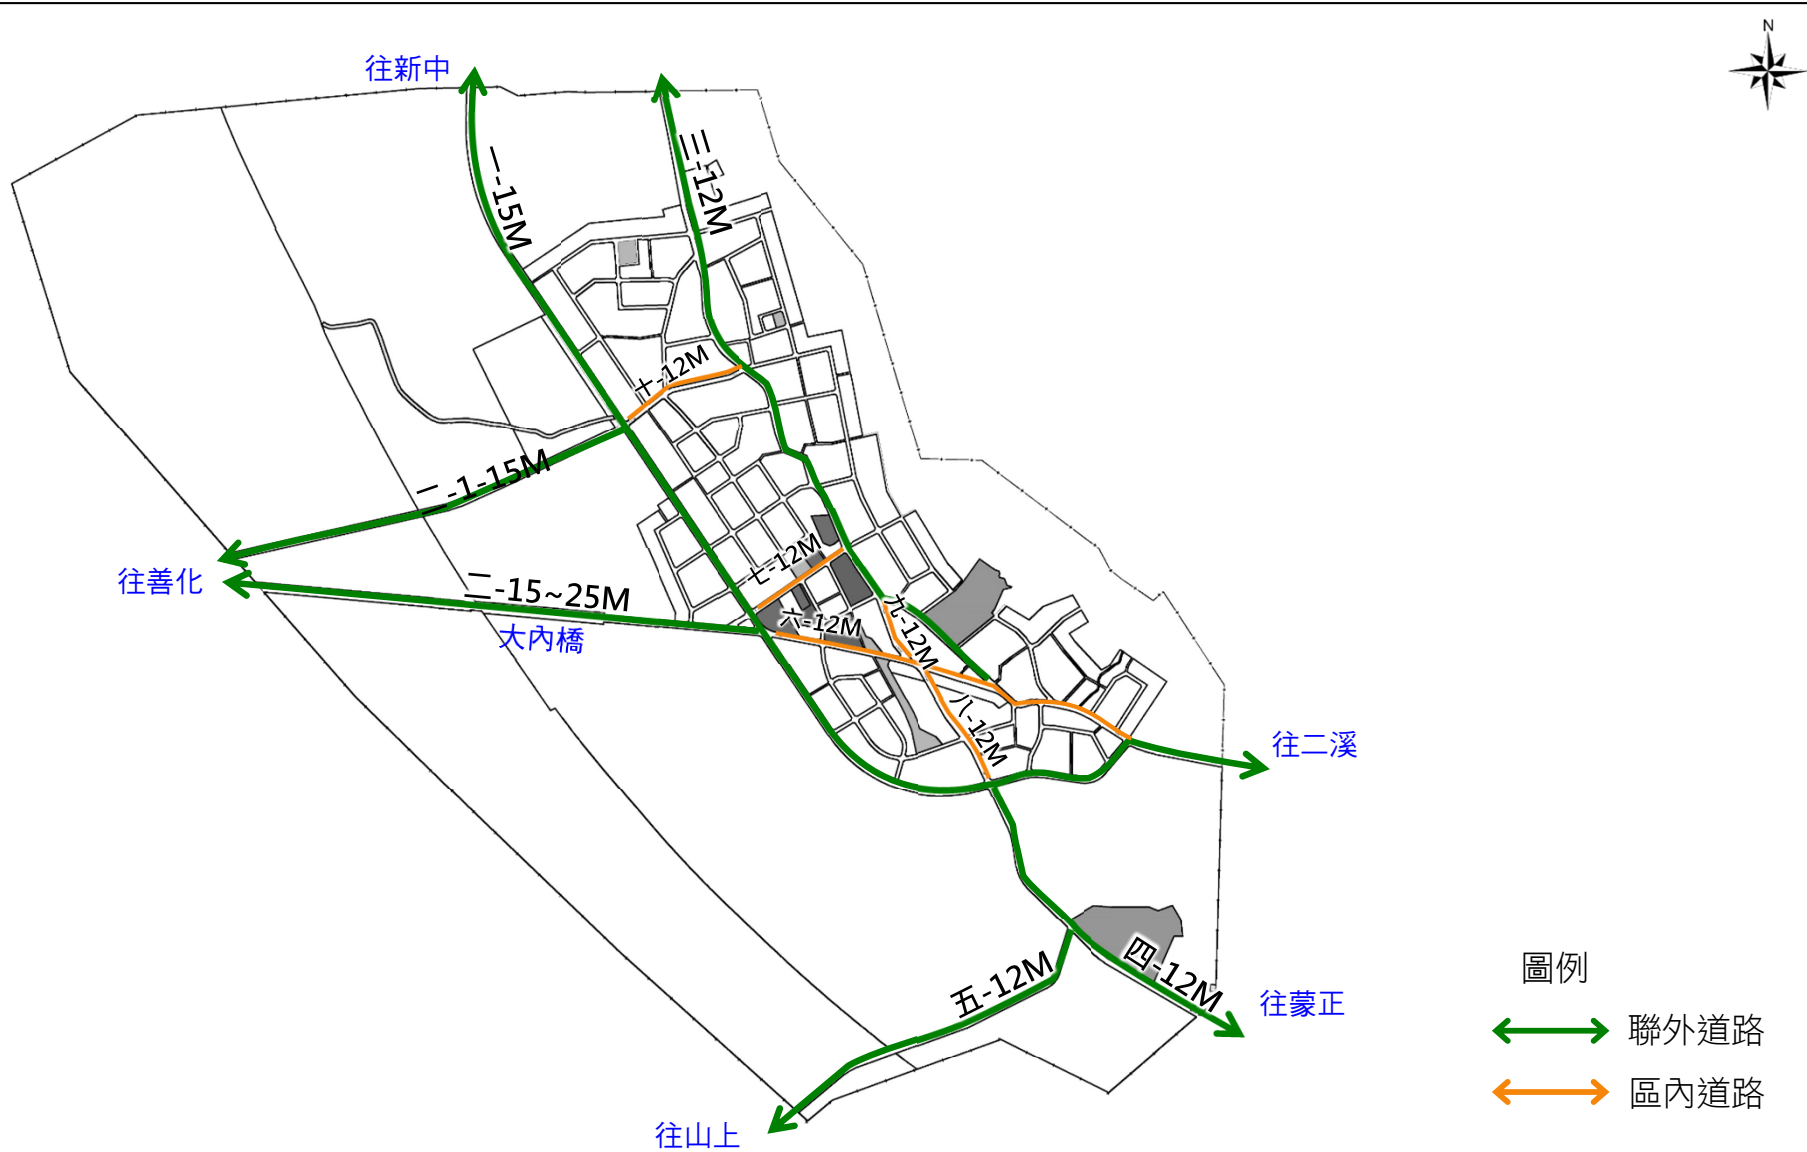 N
往新中
一-15M
三-12M
十-12M
二-1-15M
往善化
二-15~25M
大內橋
七-12M
六-12M
九-12M
八-12M
往二溪
四-12M
五-12M
往蒙正
往山上
圖例
聯外道路
區內道路